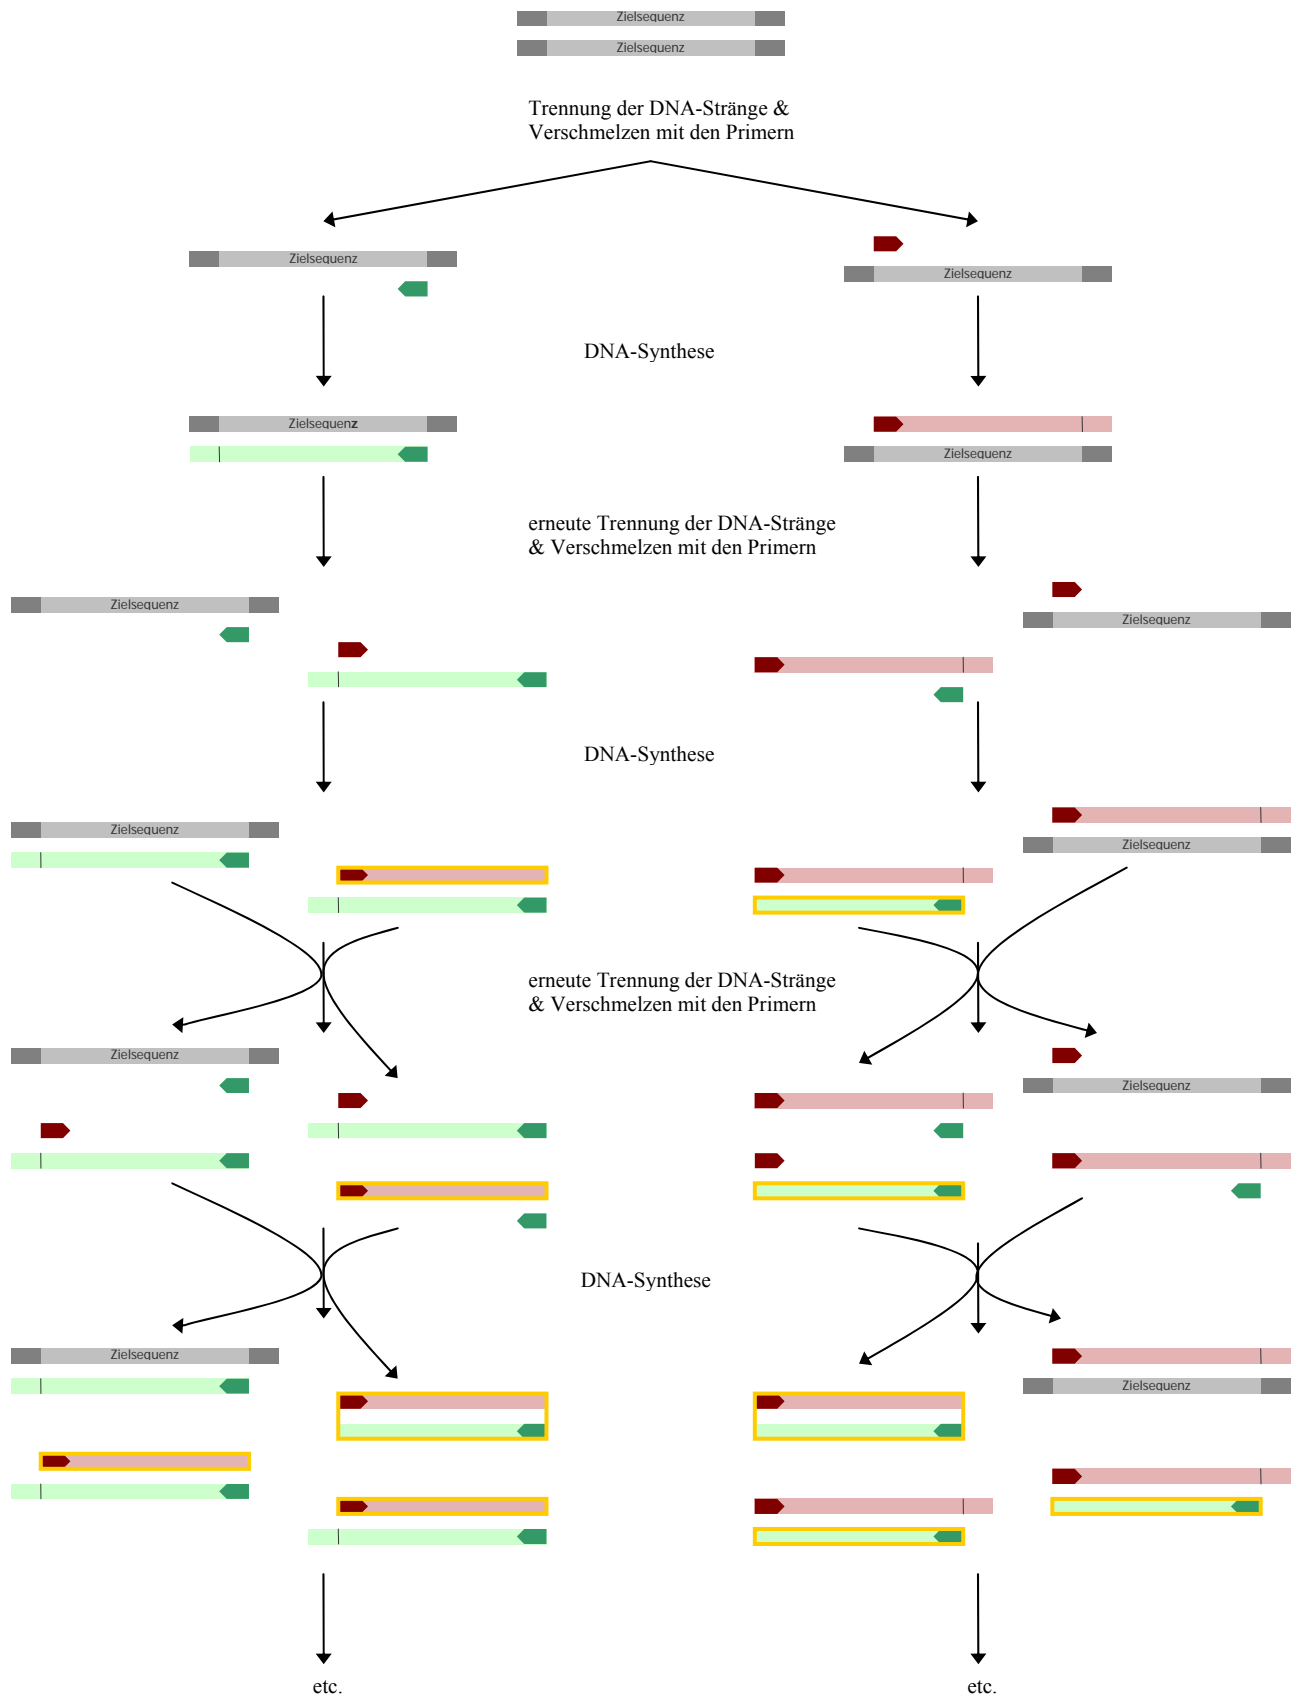 Zielsequenz
Zielsequenz
Trennung der DNA-Stränge &
Verschmelzen mit den Primern
Zielsequenz
Zielsequenz
DNA-Synthese
Zielsequenz
Zielsequenz
erneute Trennung der DNA-Stränge
& Verschmelzen mit den Primern
Zielsequenz
Zielsequenz
DNA-Synthese
Zielsequenz
Zielsequenz
erneute Trennung der DNA-Stränge
& Verschmelzen mit den Primern
Zielsequenz
Zielsequenz
DNA-Synthese
Zielsequenz
Zielsequenz
etc.
etc.